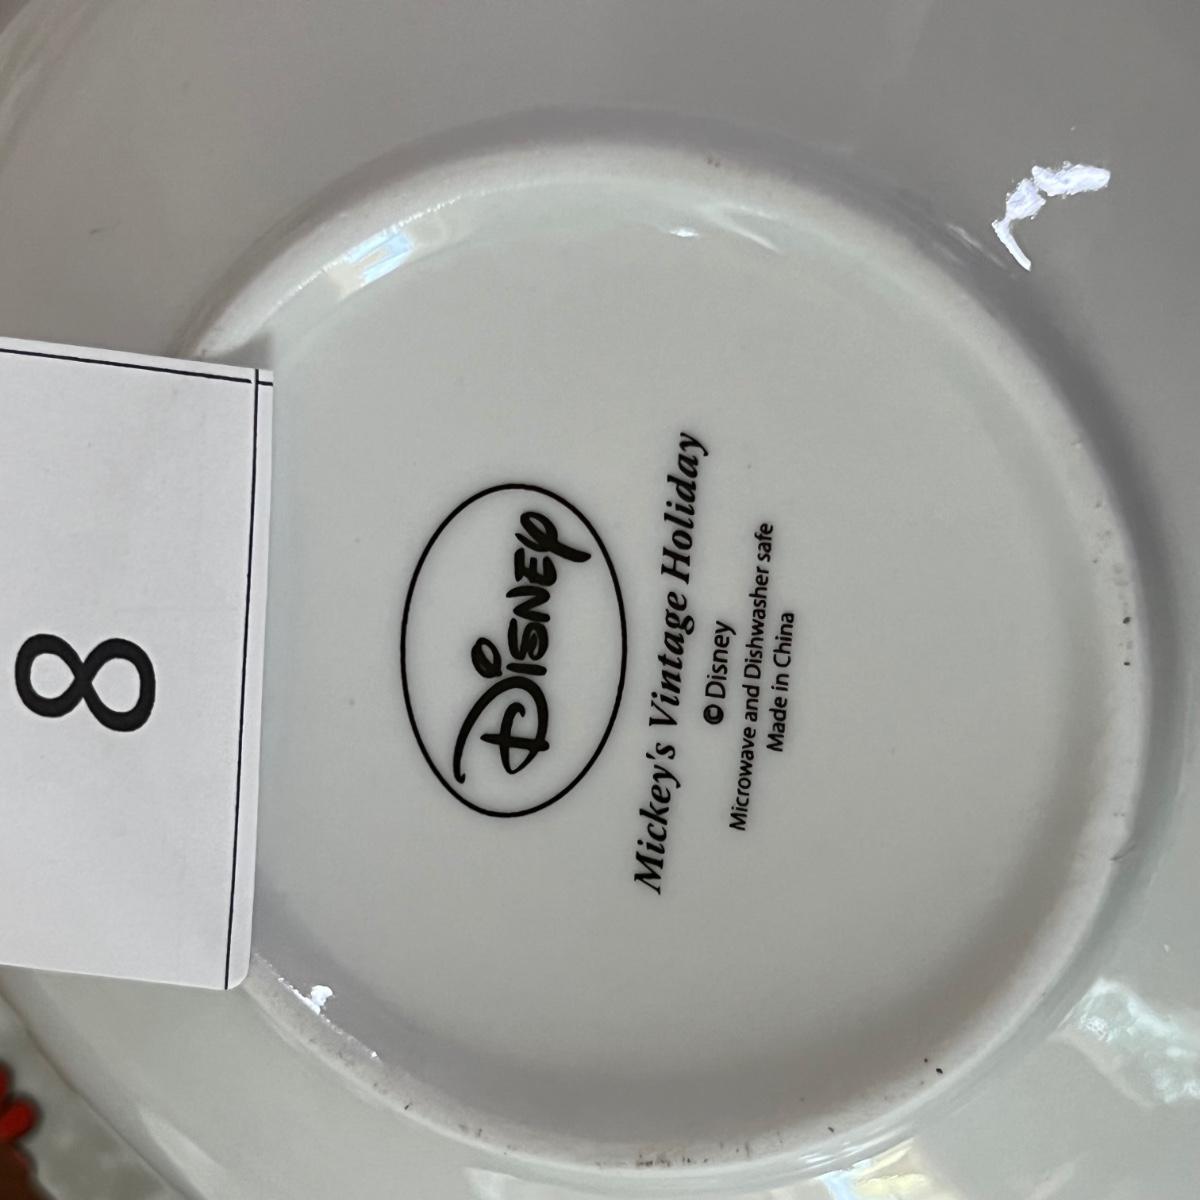 8
Disney
Mickey's Vintage Holiday
© Disney
Microwave and Dishwasher safe
Made in China